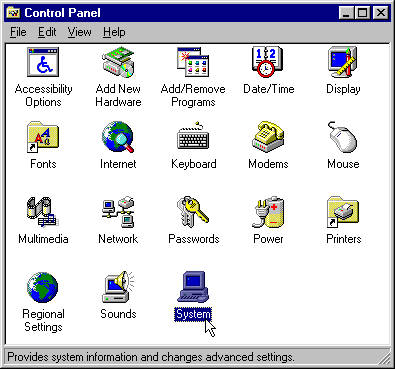 Control Panel
File Edit View Help
Accessibility Options Add New Hardware Add/Remove Programs Date/Time Display
Fonts Internet Keyboard Modems Mouse
Multimedia Network Passwords Power Printers
Regional Settings Sounds System
Provides system information and changes advanced settings.